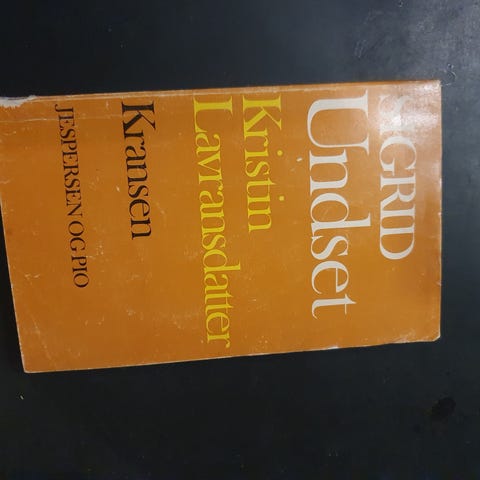 SIGRID
Undset
Kristin
Lavransdatter
Kransen
JESPERSEN OG PIO